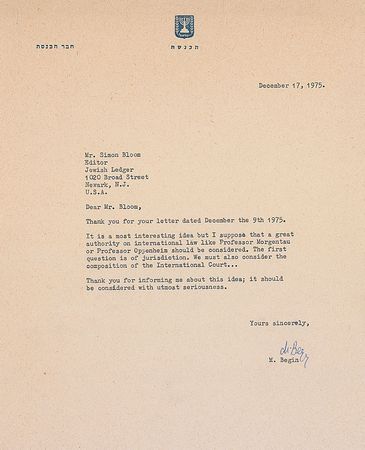 חבר הכנסת
הכנסת
December 17, 1975.
Mr. Simon Bloom
Editor
Jewish Ledger
1020 Broad Street
Newark, N.J.
U.S.A.
Dear Mr. Bloom,
Thank you for your letter dated December the 9th 1975.
It is a most interesting idea but I suppose that a great
authority on international law like Professor Morgentau
or Professor Oppenheim should be considered. The first
question is of jurisdiction. We must also consider the
composition of the International Court...
Thank you for informing me about this idea; it should
be considered with utmost seriousness.
Yours sincerely,
M. Begin
M. Begin